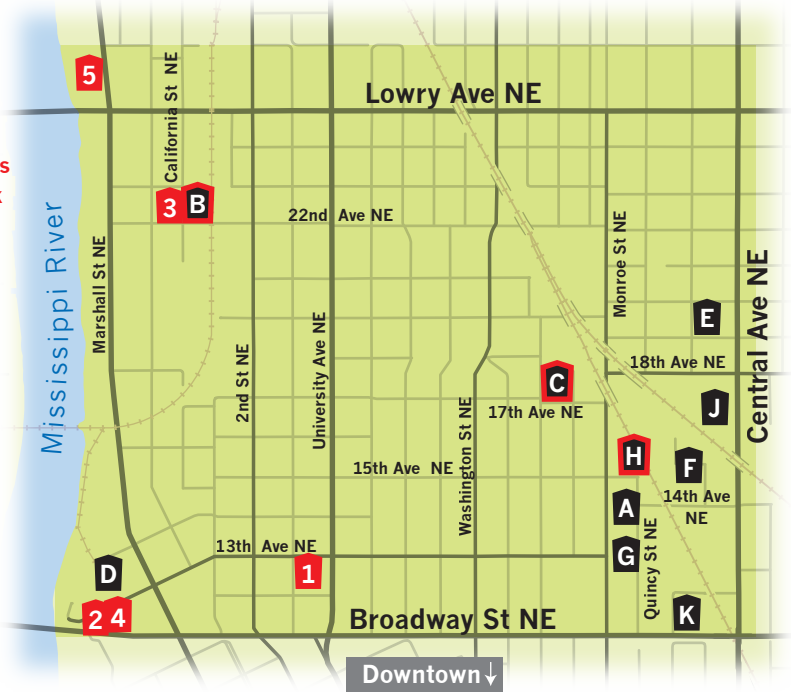 5
California St NE
Lowry Ave NE
s
3
B
22nd Ave NE
Mississippi River
Marshall St NE
Monroe St NE
Central Ave NE
E
2nd St NE
University Ave NE
18th Ave NE
C
J
17th Ave NE
Washington St NE
H
15th Ave NE
F
14th Ave
NE
A
13th Ave NE
G
Quincy St NE
D
1
2
4
K
Broadway St NE
Downtown↓